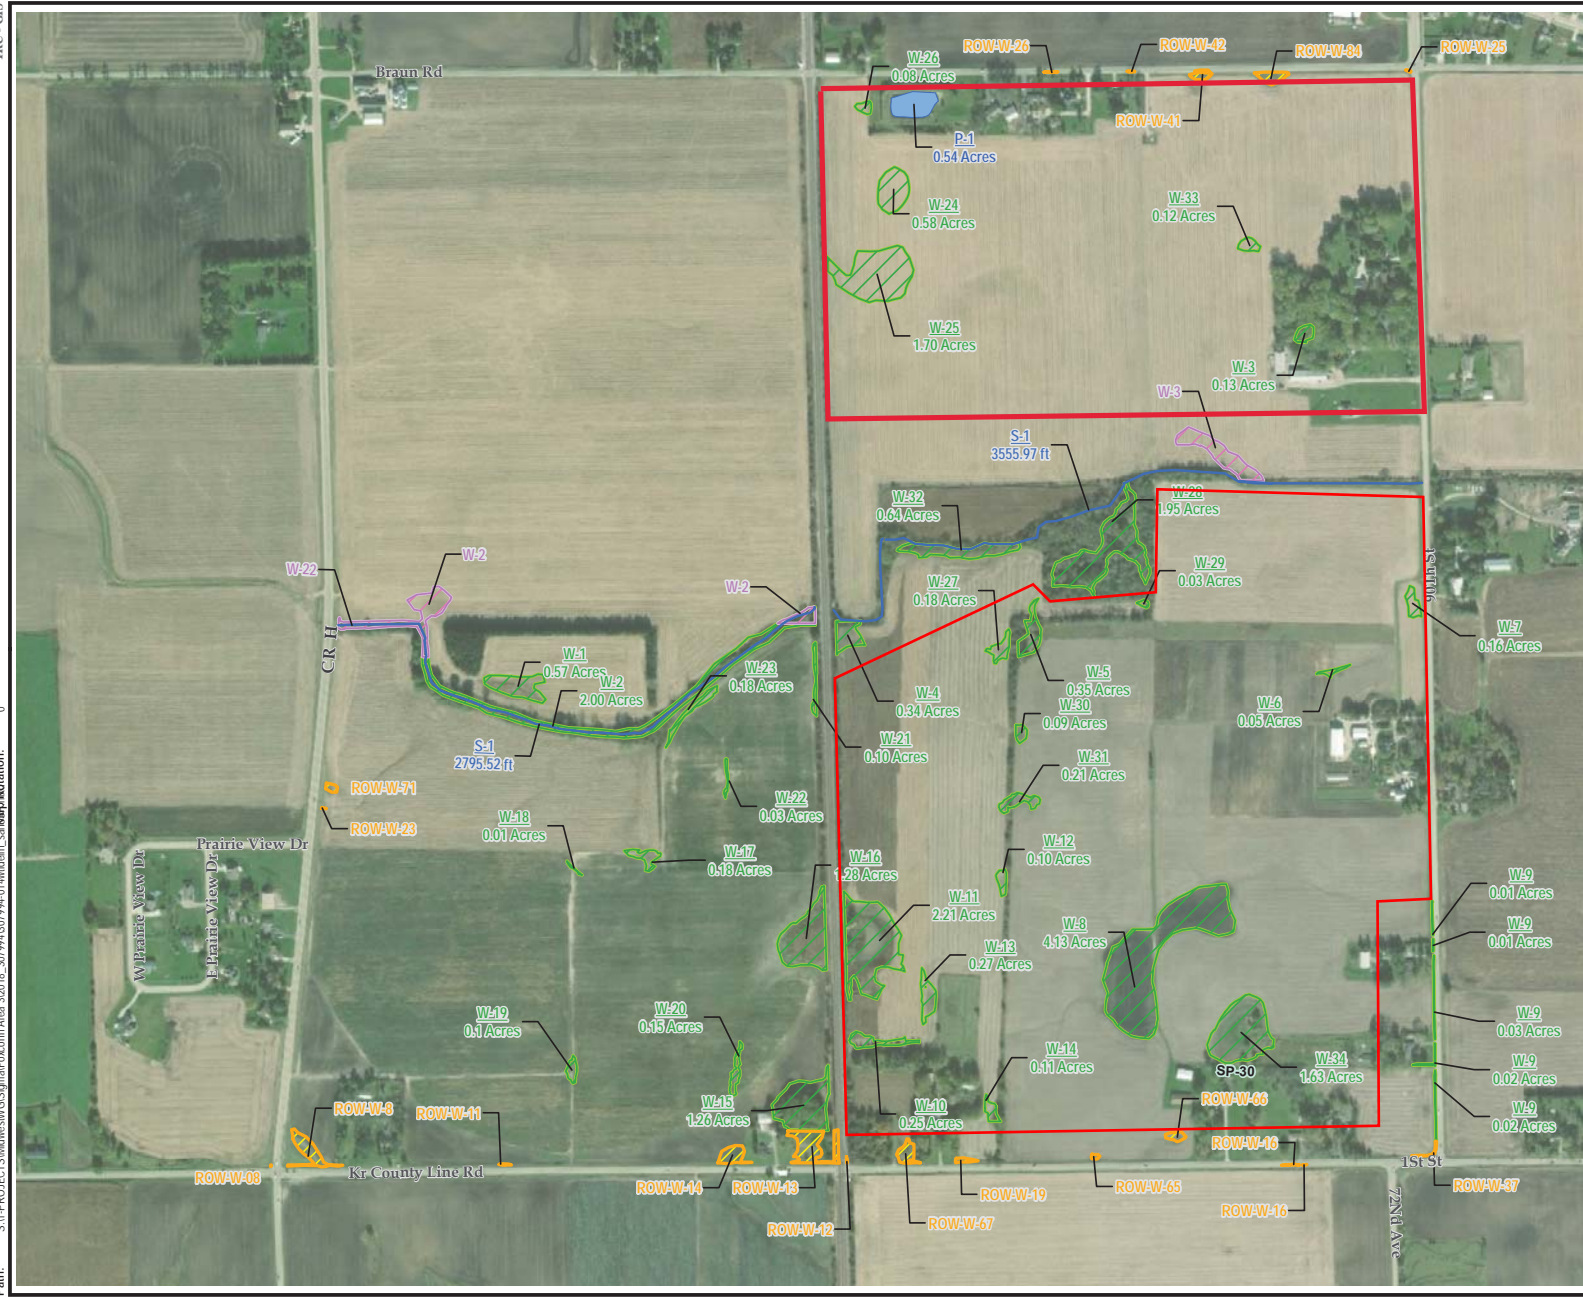 Braun Rd
W-26
0.08 Acres
ROW-W-26
ROW-W-42
ROW-W-84
ROW-W-25
ROW-W-41
P-1
0.54 Acres
W-24
0.58 Acres
W-33
0.12 Acres
W-25
1.70 Acres
W-3
0.13 Acres
W-3
S-1
3555.97 ft
W-32
0.64 Acres
W-28
1.95 Acres
W-29
0.03 Acres
W-27
0.18 Acres
90Th St
W-22
W-2
W-2
CR H
W-1
0.57 Acres
W-2
2.00 Acres
W-23
0.18 Acres
W-4
0.34 Acres
W-5
0.35 Acres
W-7
0.16 Acres
W-6
0.05 Acres
W-30
0.09 Acres
W-21
0.10 Acres
S-1
2795.52 ft
W-31
0.21 Acres
W-22
0.03 Acres
ROW-W-71
ROW-W-23
W-18
0.01 Acres
W-17
0.18 Acres
W-16
1.28 Acres
W-12
0.10 Acres
Prairie View Dr
W Prairie View Dr
E Prairie View Dr
W-11
2.21 Acres
W-8
4.13 Acres
W-9
0.01 Acres
W-9
0.01 Acres
W-13
0.27 Acres
W-19
0.1 Acres
W-20
0.15 Acres
W-9
0.03 Acres
W-14
0.11 Acres
W-34
1.63 Acres
SP-30
W-9
0.02 Acres
W-9
0.02 Acres
W-15
1.26 Acres
W-10
0.25 Acres
ROW-W-66
ROW-W-8
ROW-W-11
ROW-W-16
ROW-W-08
Kr County Line Rd
1St St
ROW-W-14
ROW-W-13
ROW-W-19
ROW-W-65
ROW-W-37
ROW-W-16
ROW-W-12
ROW-W-67
72Nd Ave